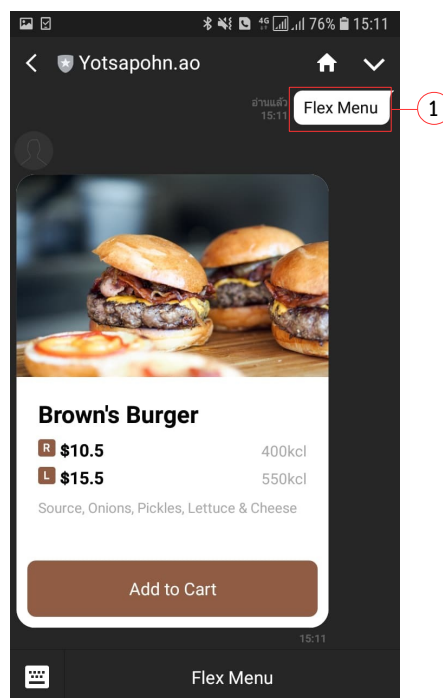 4G 76% 15:11
Yotsapohn.ao
อ่านแล้ว
15:11
Flex Menu
1
Brown's Burger
R $10.5 400kcl
L $15.5 550kcl
Source, Onions, Pickles, Lettuce & Cheese
Add to Cart
15:11
Flex Menu